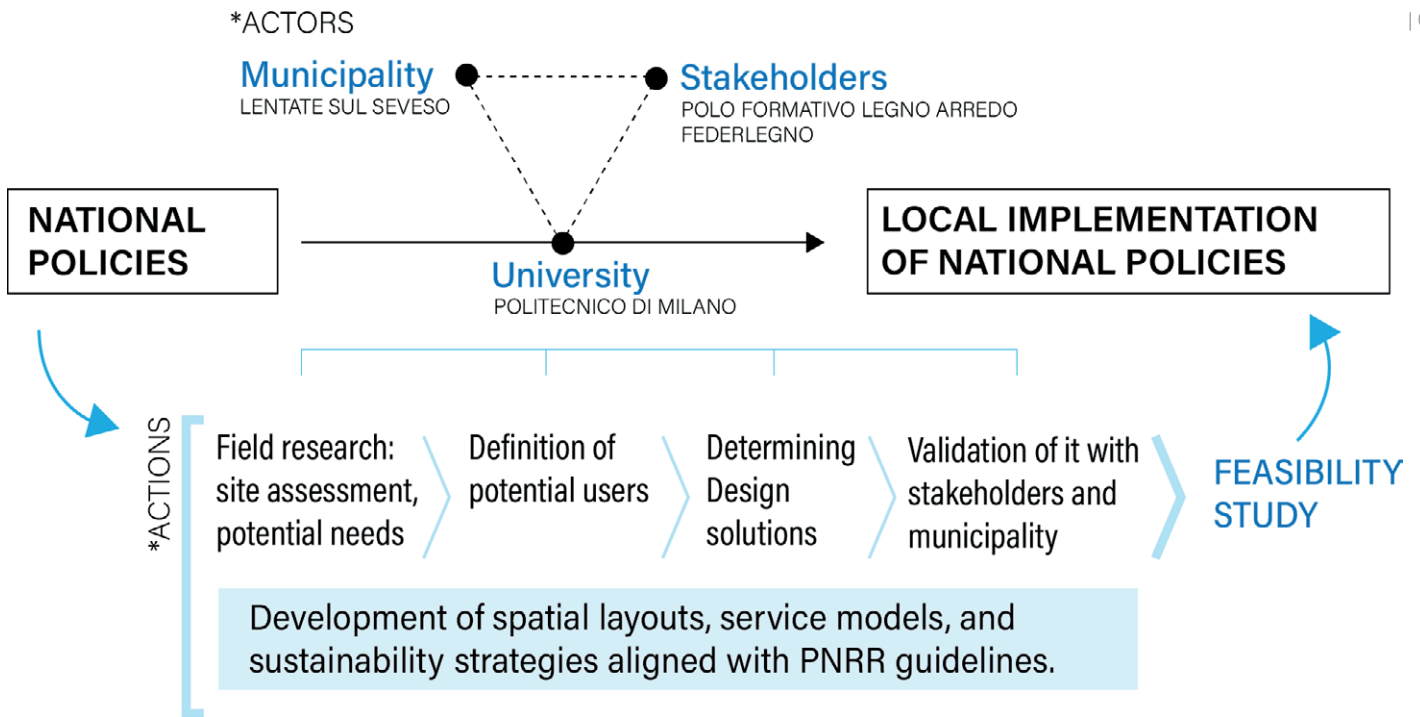 *ACTORS
Municipality
LENTATE SUL SEVESO
Stakeholders
POLO FORMATIVO LEGNO ARREDO
FEDERLEGNO
NATIONAL
POLICIES
LOCAL IMPLEMENTATION
OF NATIONAL POLICIES
University
POLITECNICO DI MILANO
*ACTIONS
Field research:
site assessment,
potential needs
Definition of
potential users
Determining
Design
solutions
Validation of it with
stakeholders and
municipality
FEASIBILITY
STUDY
Development of spatial layouts, service models, and
sustainability strategies aligned with PNRR guidelines.